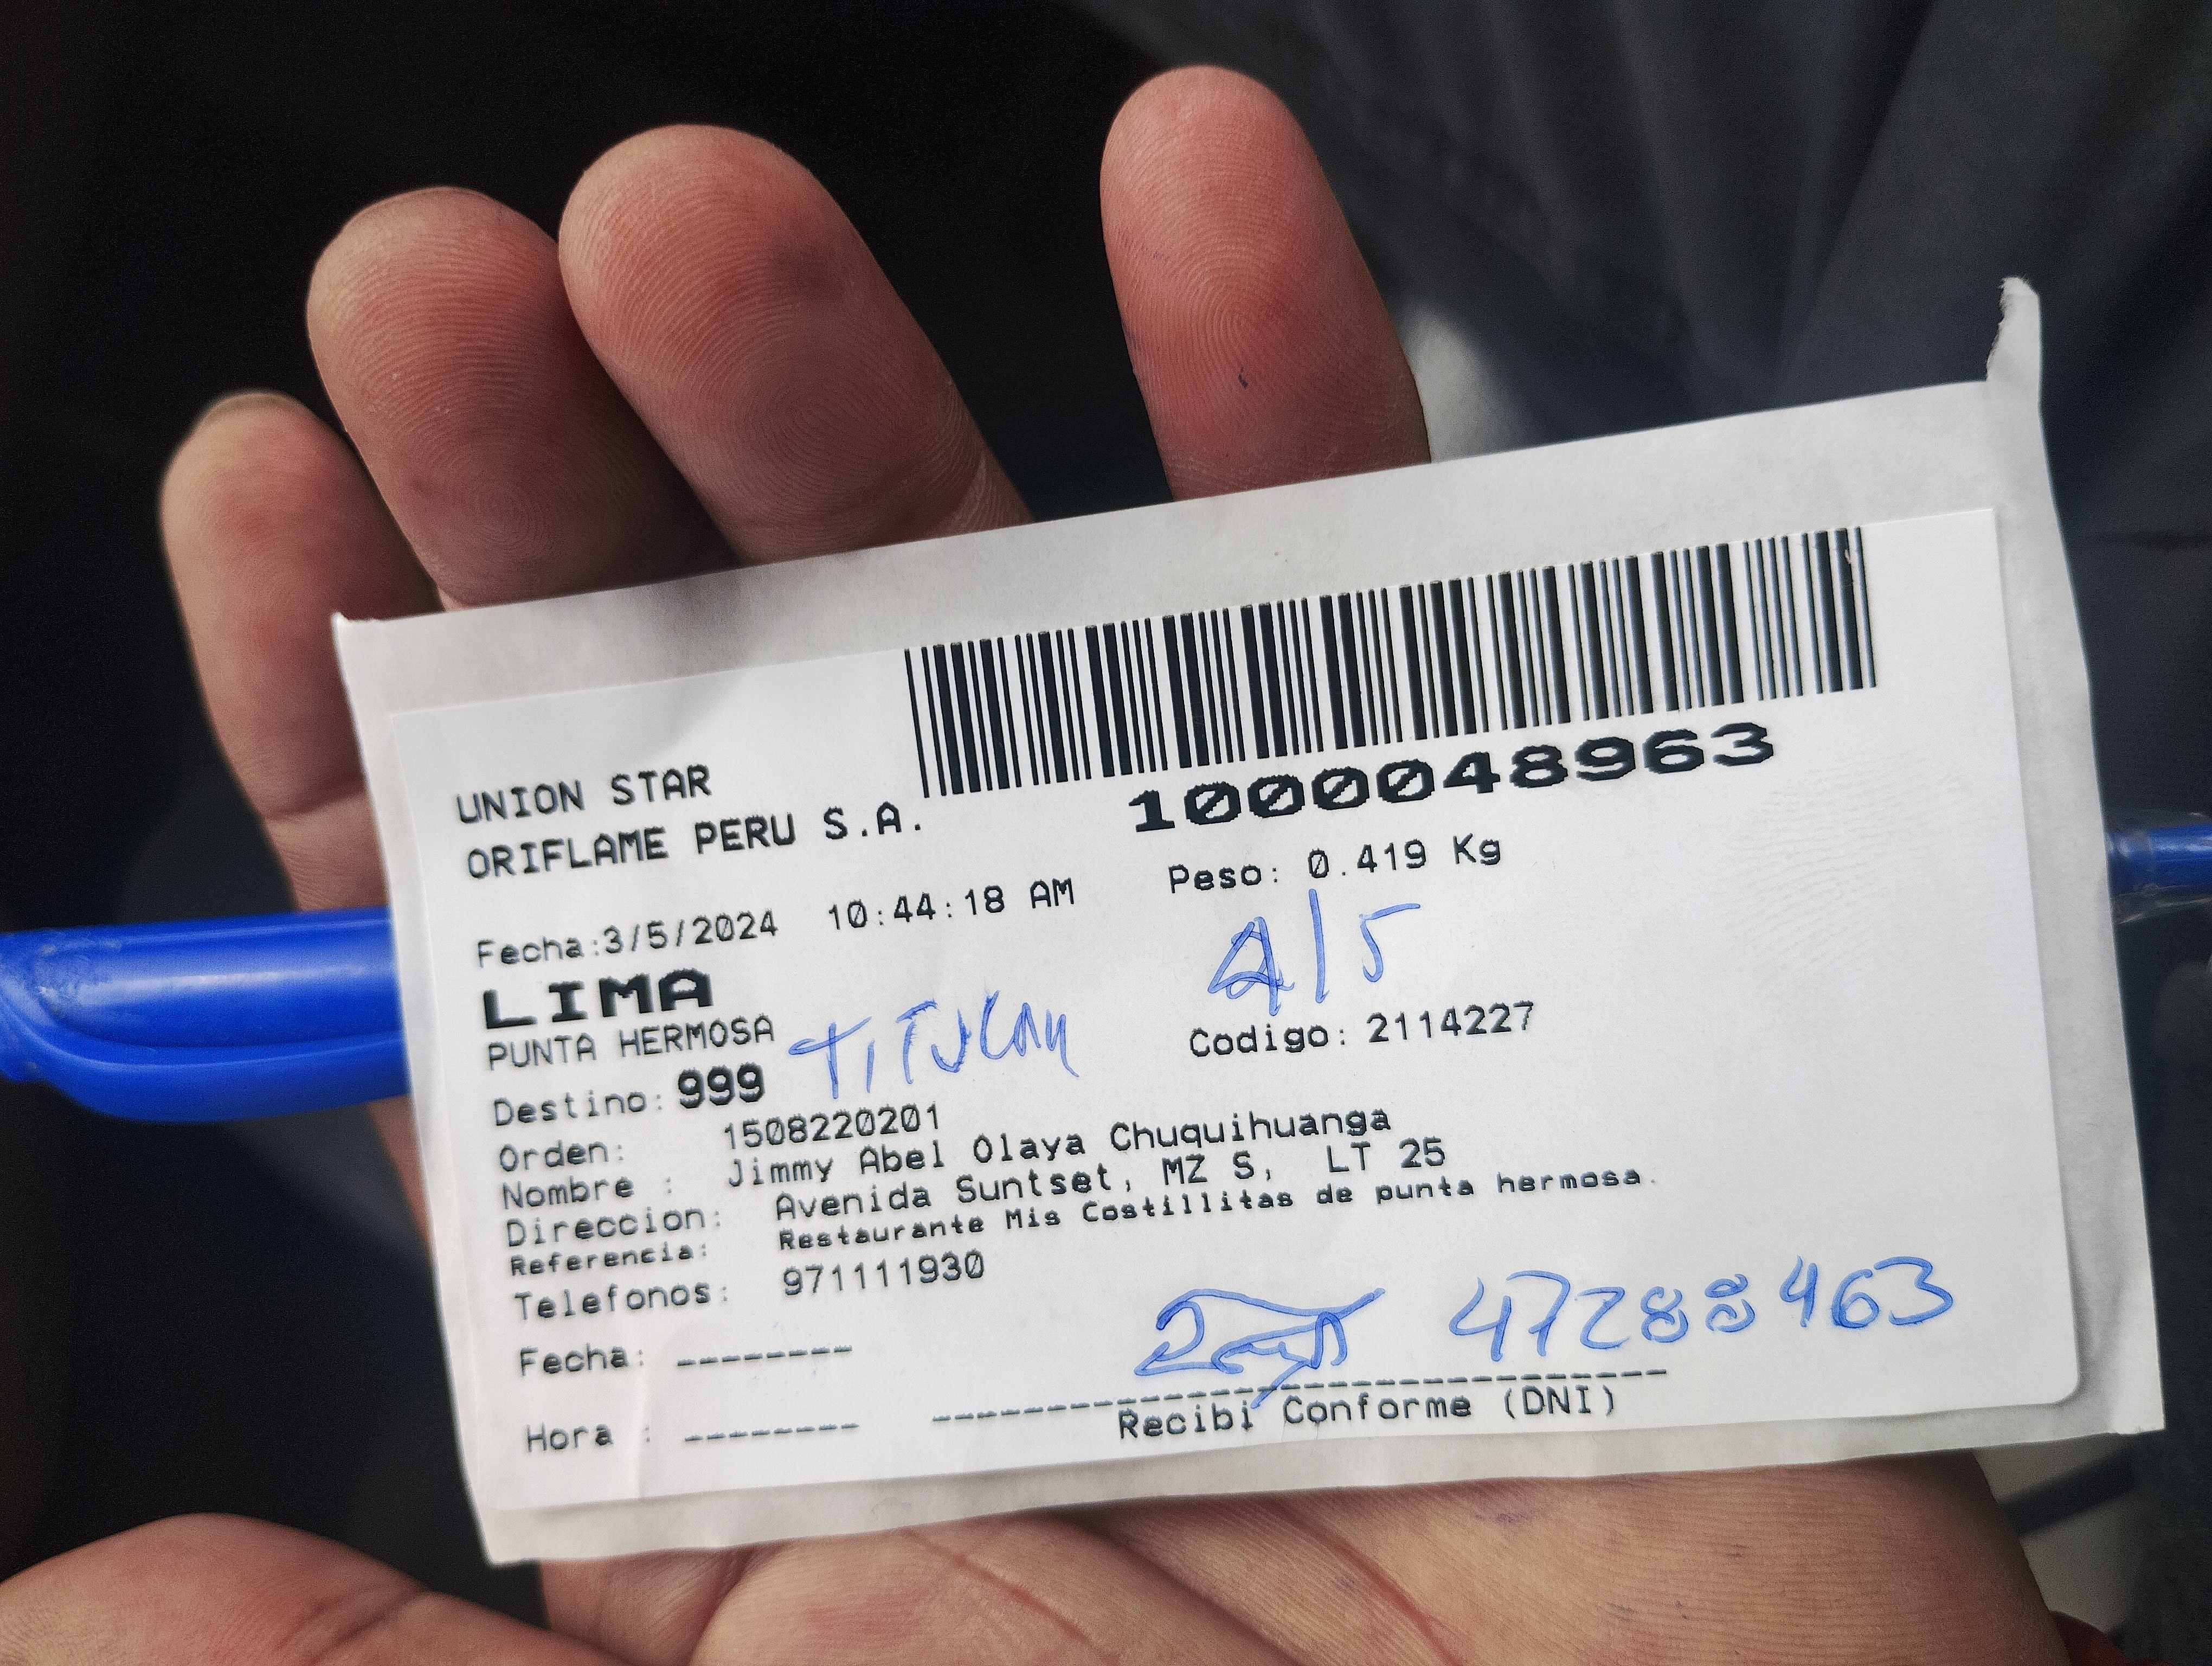 1000048963
UNION STAR
ORIFLAME PERU S.A.
Fecha:3/5/2024 10:44:18 AM Peso: 0.419 Kg
4/5
LIMA
PUNTA HERMOSA
TITULAR
Codigo: 2114227
Destino: 999
Orden: 1508220201
Nombre : Jimmy Abel Olaya Chuquihuanga
Direccion: Avenida Suntset, MZ S, LT 25
Referencia: Restaurante Mis Costillitas de punta hermosa.
Telefonos: 971111930
Fecha: --------
47288463
Hora : --------
Recibi Conforme (DNI)